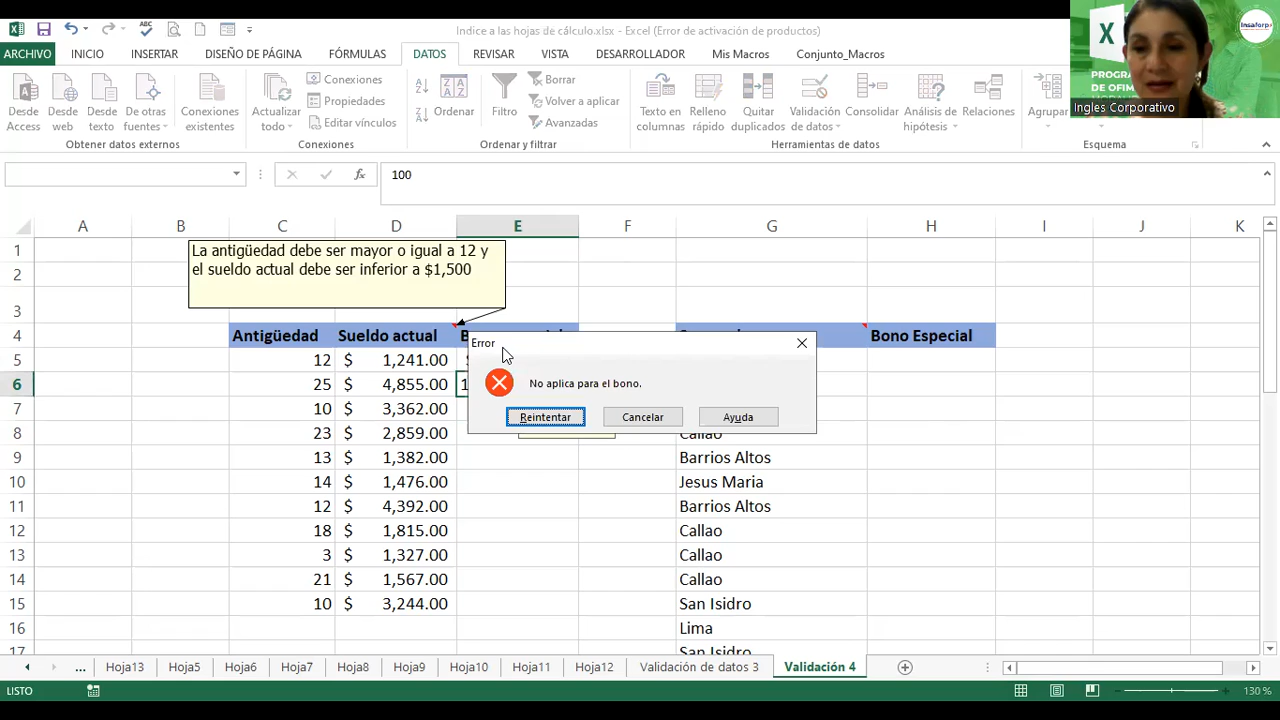 Indice a las hojas de cálculo.xlsx - Excel (Error de activación de productos)
ARCHIVO INICIO INSERTAR DISEÑO DE PÁGINA FÓRMULAS DATOS REVISAR VISTA DESARROLLADOR Mis Macros Conjunto_Macros
Desde Access
Desde web
Desde texto
De otras fuentes
Obtener datos externos
Conexiones existentes
Actualizar todo
Conexiones
Propiedades
Editar vínculos
Conexiones
Ordenar
Filtro
Borrar
Volver a aplicar
Avanzadas
Ordenar y filtrar
Texto en columnas
Relleno rápido
Quitar duplicados
Validación de datos
Consolidar
Análisis de hipótesis
Relaciones
Herramientas de datos
Agrupar
Esquema
X
PROGRA
DE OFIM
Insaforp
Ingles Corporativo
fx 100
A B C D E F G H I J K
1
La antigüedad debe ser mayor o igual a 12 y
2
el sueldo actual debe ser inferior a $1,500
3
4 Antigüedad Sueldo actual Bono Especial
5 12 $ 1,241.00 $
6 25 $ 4,855.00 1
7 10 $ 3,362.00
8 23 $ 2,859.00 Callao
9 13 $ 1,382.00 Barrios Altos
10 14 $ 1,476.00 Jesus Maria
11 12 $ 4,392.00 Barrios Altos
12 18 $ 1,815.00 Callao
13 3 $ 1,327.00 Callao
14 21 $ 1,567.00 Callao
15 10 $ 3,244.00 San Isidro
16 Lima
17 San Isidro
Error
No aplica para el bono.
Reintentar Cancelar Ayuda
... Hoja13 Hoja5 Hoja6 Hoja7 Hoja8 Hoja9 Hoja10 Hoja11 Hoja12 Validación de datos 3 Validación 4
LISTO 130 %